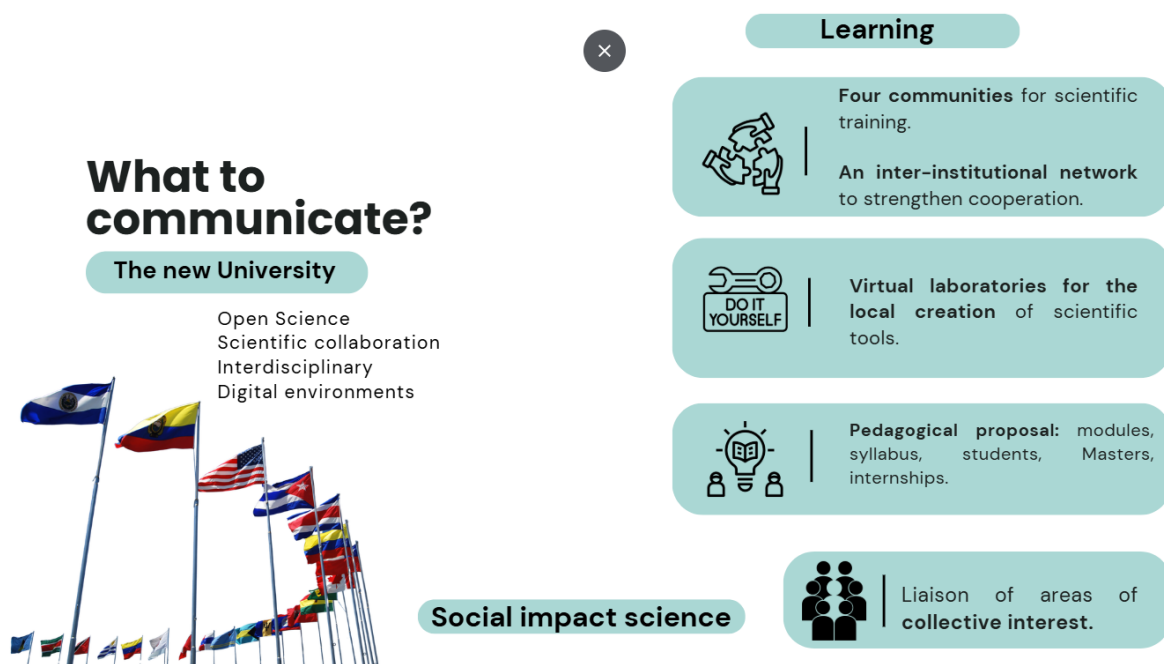 What to
communicate?
The new University
Open Science
Scientific collaboration
Interdisciplinary
Digital environments
Social impact science
Learning
Four communities for scientific
training.
An inter-institutional network
to strengthen cooperation.
DO IT
YOURSELF
Virtual laboratories for the
local creation of scientific
tools.
Pedagogical proposal: modules,
syllabus, students, Masters,
internships.
Liaison of areas of
collective interest.